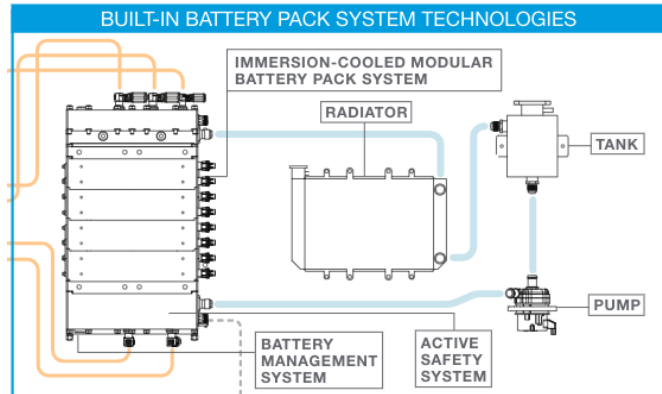 BUILT-IN BATTERY PACK SYSTEM TECHNOLOGIES
IMMERSION-COOLED MODULAR
BATTERY PACK SYSTEM
RADIATOR
TANK
PUMP
BATTERY
MANAGEMENT
SYSTEM
ACTIVE
SAFETY
SYSTEM